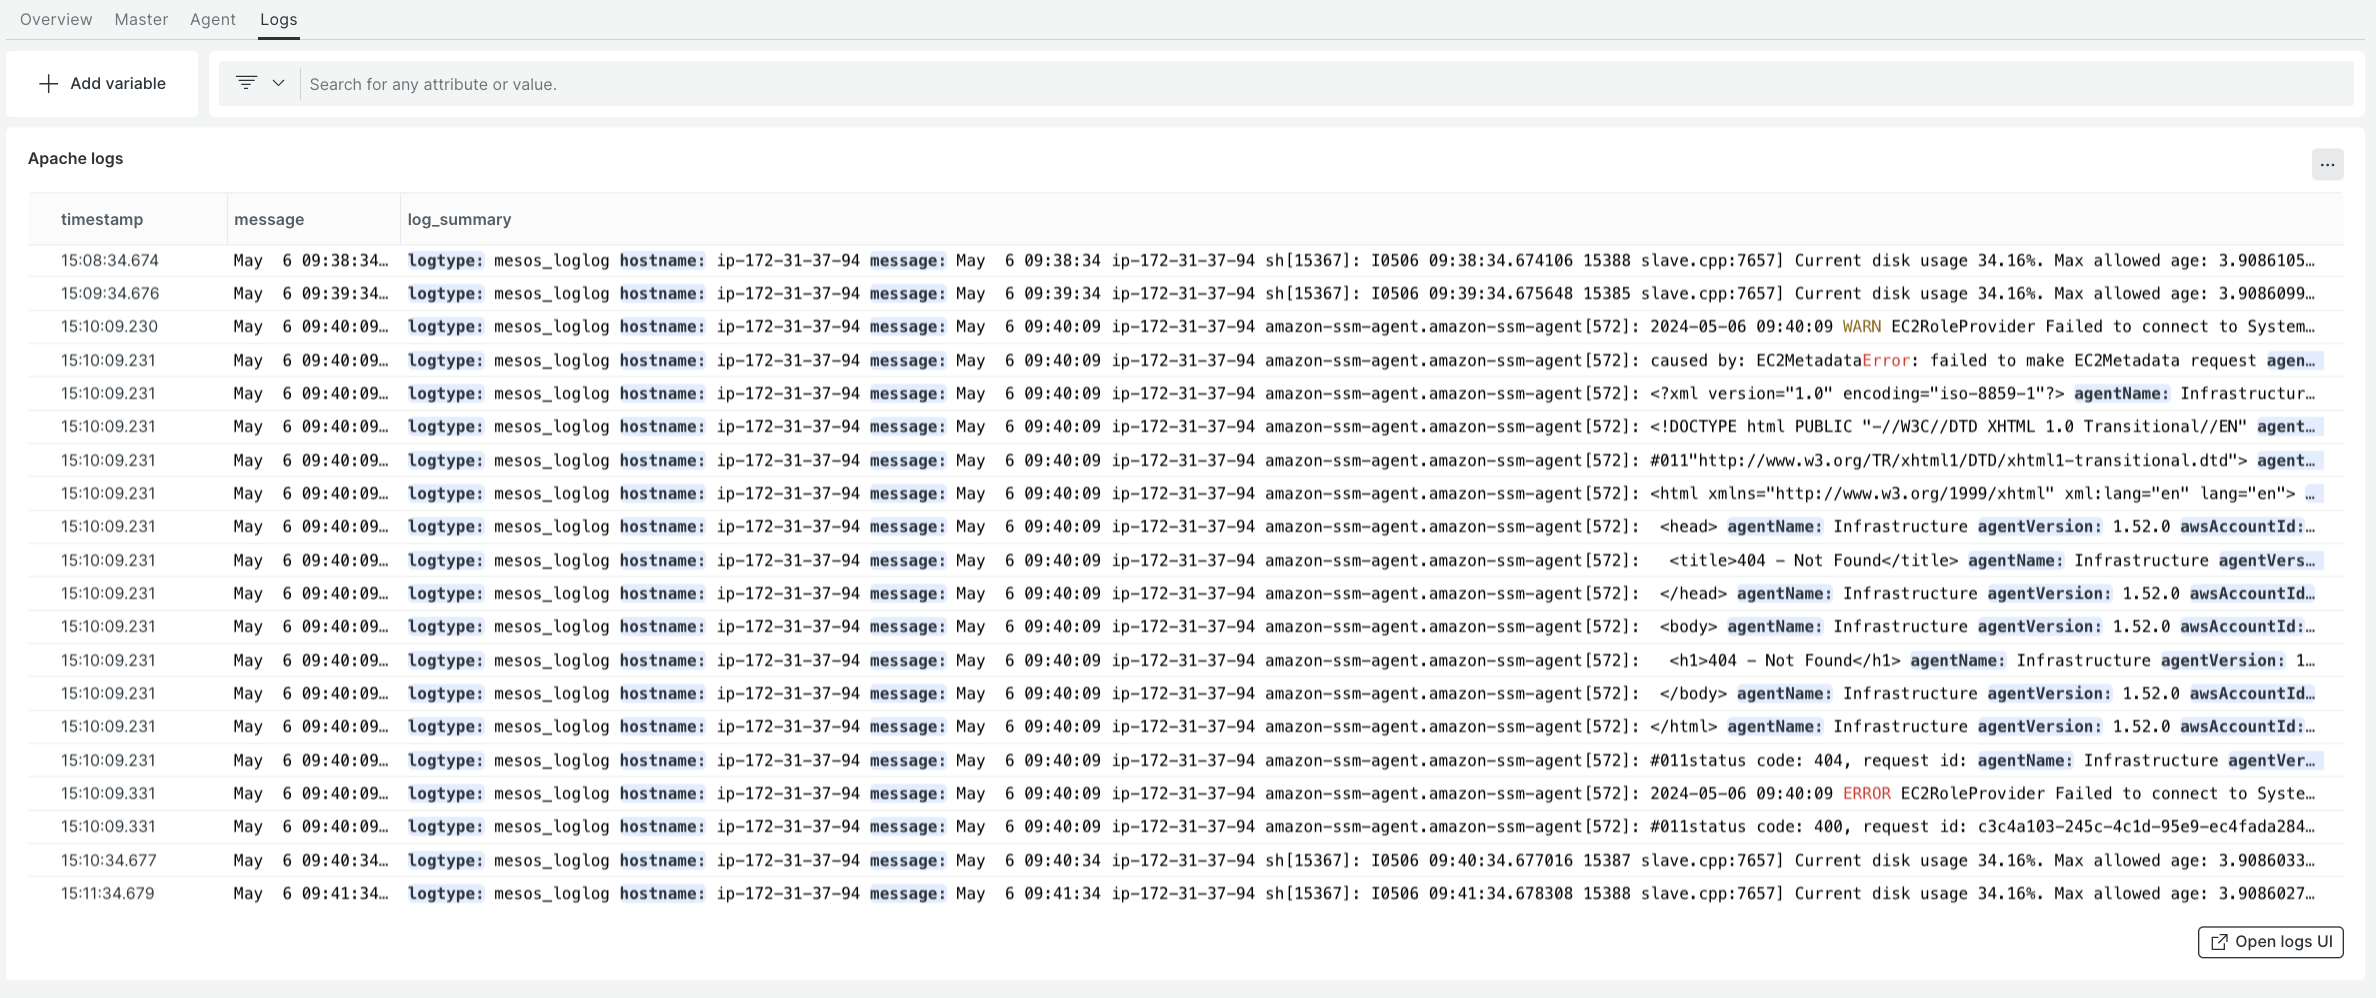 Overview Master Agent Logs
Add variable Search for any attribute or value.
Apache logs
timestamp message log_summary
15:08:34.674 May 6 09:38:34… logtype: mesos_loglog hostname: ip-172-31-37-94 message: May 6 09:38:34 ip-172-31-37-94 sh[15367]: I0506 09:38:34.674106 15388 slave.cpp:7657] Current disk usage 34.16%. Max allowed age: 3.9086105…
15:09:34.676 May 6 09:39:34… logtype: mesos_loglog hostname: ip-172-31-37-94 message: May 6 09:39:34 ip-172-31-37-94 sh[15367]: I0506 09:39:34.675648 15385 slave.cpp:7657] Current disk usage 34.16%. Max allowed age: 3.9086099…
15:10:09.230 May 6 09:40:09… logtype: mesos_loglog hostname: ip-172-31-37-94 message: May 6 09:40:09 ip-172-31-37-94 amazon-ssm-agent.amazon-ssm-agent[572]: 2024-05-06 09:40:09 WARN EC2RoleProvider Failed to connect to System…
15:10:09.231 May 6 09:40:09… logtype: mesos_loglog hostname: ip-172-31-37-94 message: May 6 09:40:09 ip-172-31-37-94 amazon-ssm-agent.amazon-ssm-agent[572]: caused by: EC2MetadataError: failed to make EC2Metadata request agen…
15:10:09.231 May 6 09:40:09… logtype: mesos_loglog hostname: ip-172-31-37-94 message: May 6 09:40:09 ip-172-31-37-94 amazon-ssm-agent.amazon-ssm-agent[572]: <?xml version="1.0" encoding="iso-8859-1"?> agentName: Infrastructur…
15:10:09.231 May 6 09:40:09… logtype: mesos_loglog hostname: ip-172-31-37-94 message: May 6 09:40:09 ip-172-31-37-94 amazon-ssm-agent.amazon-ssm-agent[572]: <!DOCTYPE html PUBLIC "-//W3C//DTD XHTML 1.0 Transitional//EN" agent…
15:10:09.231 May 6 09:40:09… logtype: mesos_loglog hostname: ip-172-31-37-94 message: May 6 09:40:09 ip-172-31-37-94 amazon-ssm-agent.amazon-ssm-agent[572]: #011"http://www.w3.org/TR/xhtml1/DTD/xhtml1-transitional.dtd"> agent…
15:10:09.231 May 6 09:40:09… logtype: mesos_loglog hostname: ip-172-31-37-94 message: May 6 09:40:09 ip-172-31-37-94 amazon-ssm-agent.amazon-ssm-agent[572]: <html xmlns="http://www.w3.org/1999/xhtml" xml:lang="en" lang="en"> …
15:10:09.231 May 6 09:40:09… logtype: mesos_loglog hostname: ip-172-31-37-94 message: May 6 09:40:09 ip-172-31-37-94 amazon-ssm-agent.amazon-ssm-agent[572]: <head> agentName: Infrastructure agentVersion: 1.52.0 awsAccountId:…
15:10:09.231 May 6 09:40:09… logtype: mesos_loglog hostname: ip-172-31-37-94 message: May 6 09:40:09 ip-172-31-37-94 amazon-ssm-agent.amazon-ssm-agent[572]: <title>404 - Not Found</title> agentName: Infrastructure agentVers…
15:10:09.231 May 6 09:40:09… logtype: mesos_loglog hostname: ip-172-31-37-94 message: May 6 09:40:09 ip-172-31-37-94 amazon-ssm-agent.amazon-ssm-agent[572]: </head> agentName: Infrastructure agentVersion: 1.52.0 awsAccountId…
15:10:09.231 May 6 09:40:09… logtype: mesos_loglog hostname: ip-172-31-37-94 message: May 6 09:40:09 ip-172-31-37-94 amazon-ssm-agent.amazon-ssm-agent[572]: <body> agentName: Infrastructure agentVersion: 1.52.0 awsAccountId:…
15:10:09.231 May 6 09:40:09… logtype: mesos_loglog hostname: ip-172-31-37-94 message: May 6 09:40:09 ip-172-31-37-94 amazon-ssm-agent.amazon-ssm-agent[572]: <h1>404 - Not Found</h1> agentName: Infrastructure agentVersion: 1…
15:10:09.231 May 6 09:40:09… logtype: mesos_loglog hostname: ip-172-31-37-94 message: May 6 09:40:09 ip-172-31-37-94 amazon-ssm-agent.amazon-ssm-agent[572]: </body> agentName: Infrastructure agentVersion: 1.52.0 awsAccountId…
15:10:09.231 May 6 09:40:09… logtype: mesos_loglog hostname: ip-172-31-37-94 message: May 6 09:40:09 ip-172-31-37-94 amazon-ssm-agent.amazon-ssm-agent[572]: </html> agentName: Infrastructure agentVersion: 1.52.0 awsAccountId:…
15:10:09.231 May 6 09:40:09… logtype: mesos_loglog hostname: ip-172-31-37-94 message: May 6 09:40:09 ip-172-31-37-94 amazon-ssm-agent.amazon-ssm-agent[572]: #011status code: 404, request id: agentName: Infrastructure agentVer…
15:10:09.331 May 6 09:40:09… logtype: mesos_loglog hostname: ip-172-31-37-94 message: May 6 09:40:09 ip-172-31-37-94 amazon-ssm-agent.amazon-ssm-agent[572]: 2024-05-06 09:40:09 ERROR EC2RoleProvider Failed to connect to Syste…
15:10:09.331 May 6 09:40:09… logtype: mesos_loglog hostname: ip-172-31-37-94 message: May 6 09:40:09 ip-172-31-37-94 amazon-ssm-agent.amazon-ssm-agent[572]: #011status code: 400, request id: c3c4a103-245c-4c1d-95e9-ec4fada284…
15:10:34.677 May 6 09:40:34… logtype: mesos_loglog hostname: ip-172-31-37-94 message: May 6 09:40:34 ip-172-31-37-94 sh[15367]: I0506 09:40:34.677016 15387 slave.cpp:7657] Current disk usage 34.16%. Max allowed age: 3.9086033…
15:11:34.679 May 6 09:41:34… logtype: mesos_loglog hostname: ip-172-31-37-94 message: May 6 09:41:34 ip-172-31-37-94 sh[15367]: I0506 09:41:34.678308 15388 slave.cpp:7657] Current disk usage 34.16%. Max allowed age: 3.9086027…
Open logs UI